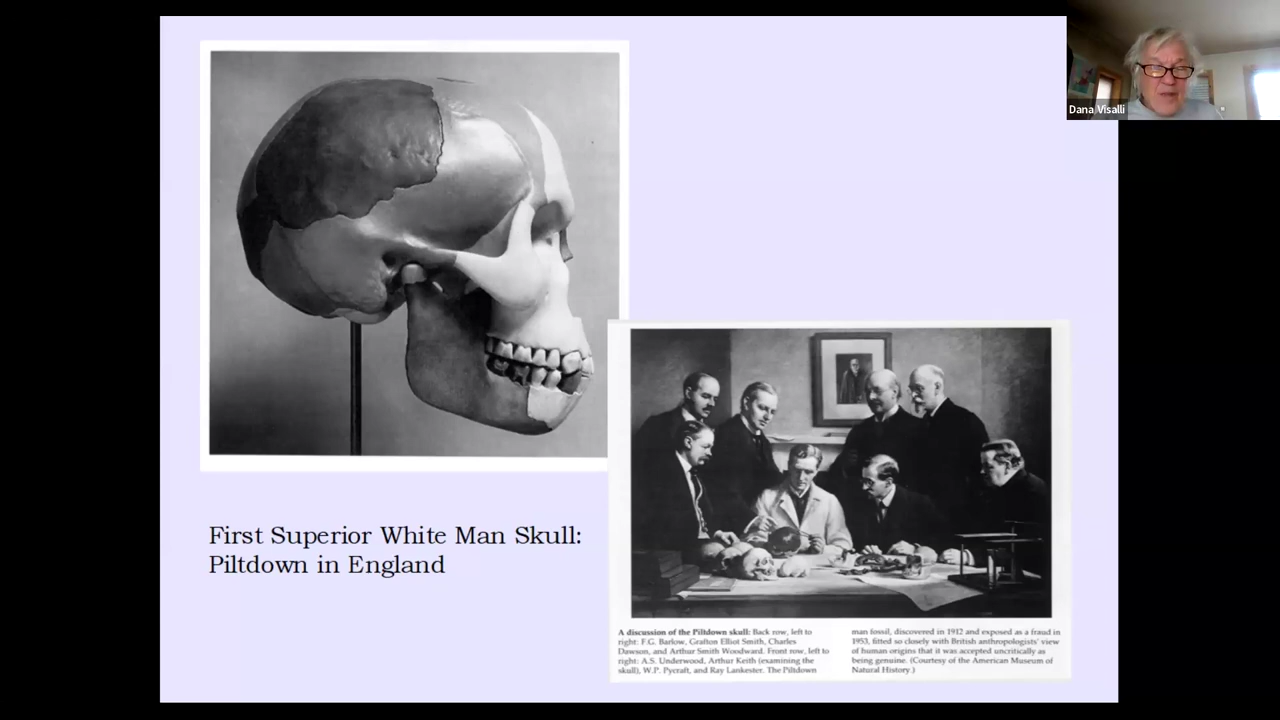 Dana Visalli
First Superior White Man Skull:
Piltdown in England
A discussion of the Piltdown skull: Back row, left to
right: F.G. Barlow, Grafton Elliot Smith, Charles
Dawson, and Arthur Smith Woodward. Front row, left to
right: A.S. Underwood, Arthur Keith (examining the
skull), W.P. Pycraft, and Ray Lankester. The Piltdown
man fossil, discovered in 1912 and exposed as a fraud in
1953, fitted so closely with British anthropologists' view
of human origins that it was accepted uncritically as
being genuine. (Courtesy of the American Museum of
Natural History.)